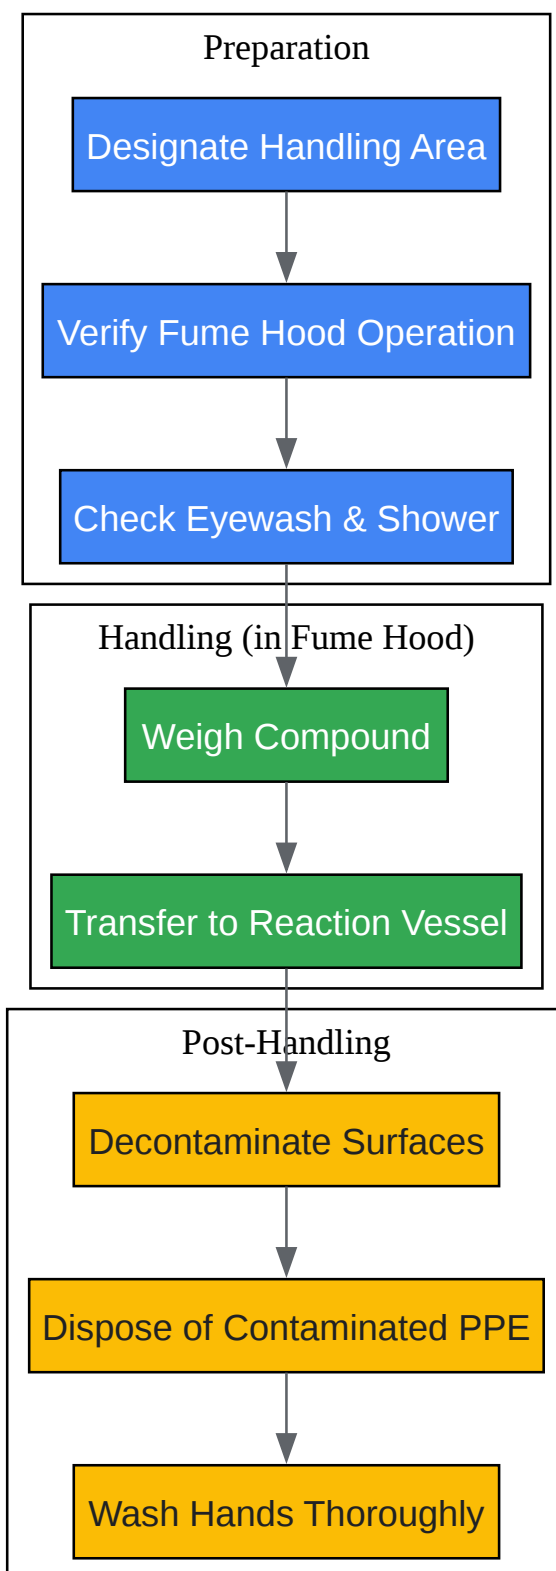 Preparation
Designate Handling Area
Verify Fume Hood Operation
Check Eyewash & Shower
Handling (in Fume Hood)
Weigh Compound
Transfer to Reaction Vessel
Post-Handling
Decontaminate Surfaces
Dispose of Contaminated PPE
Wash Hands Thoroughly